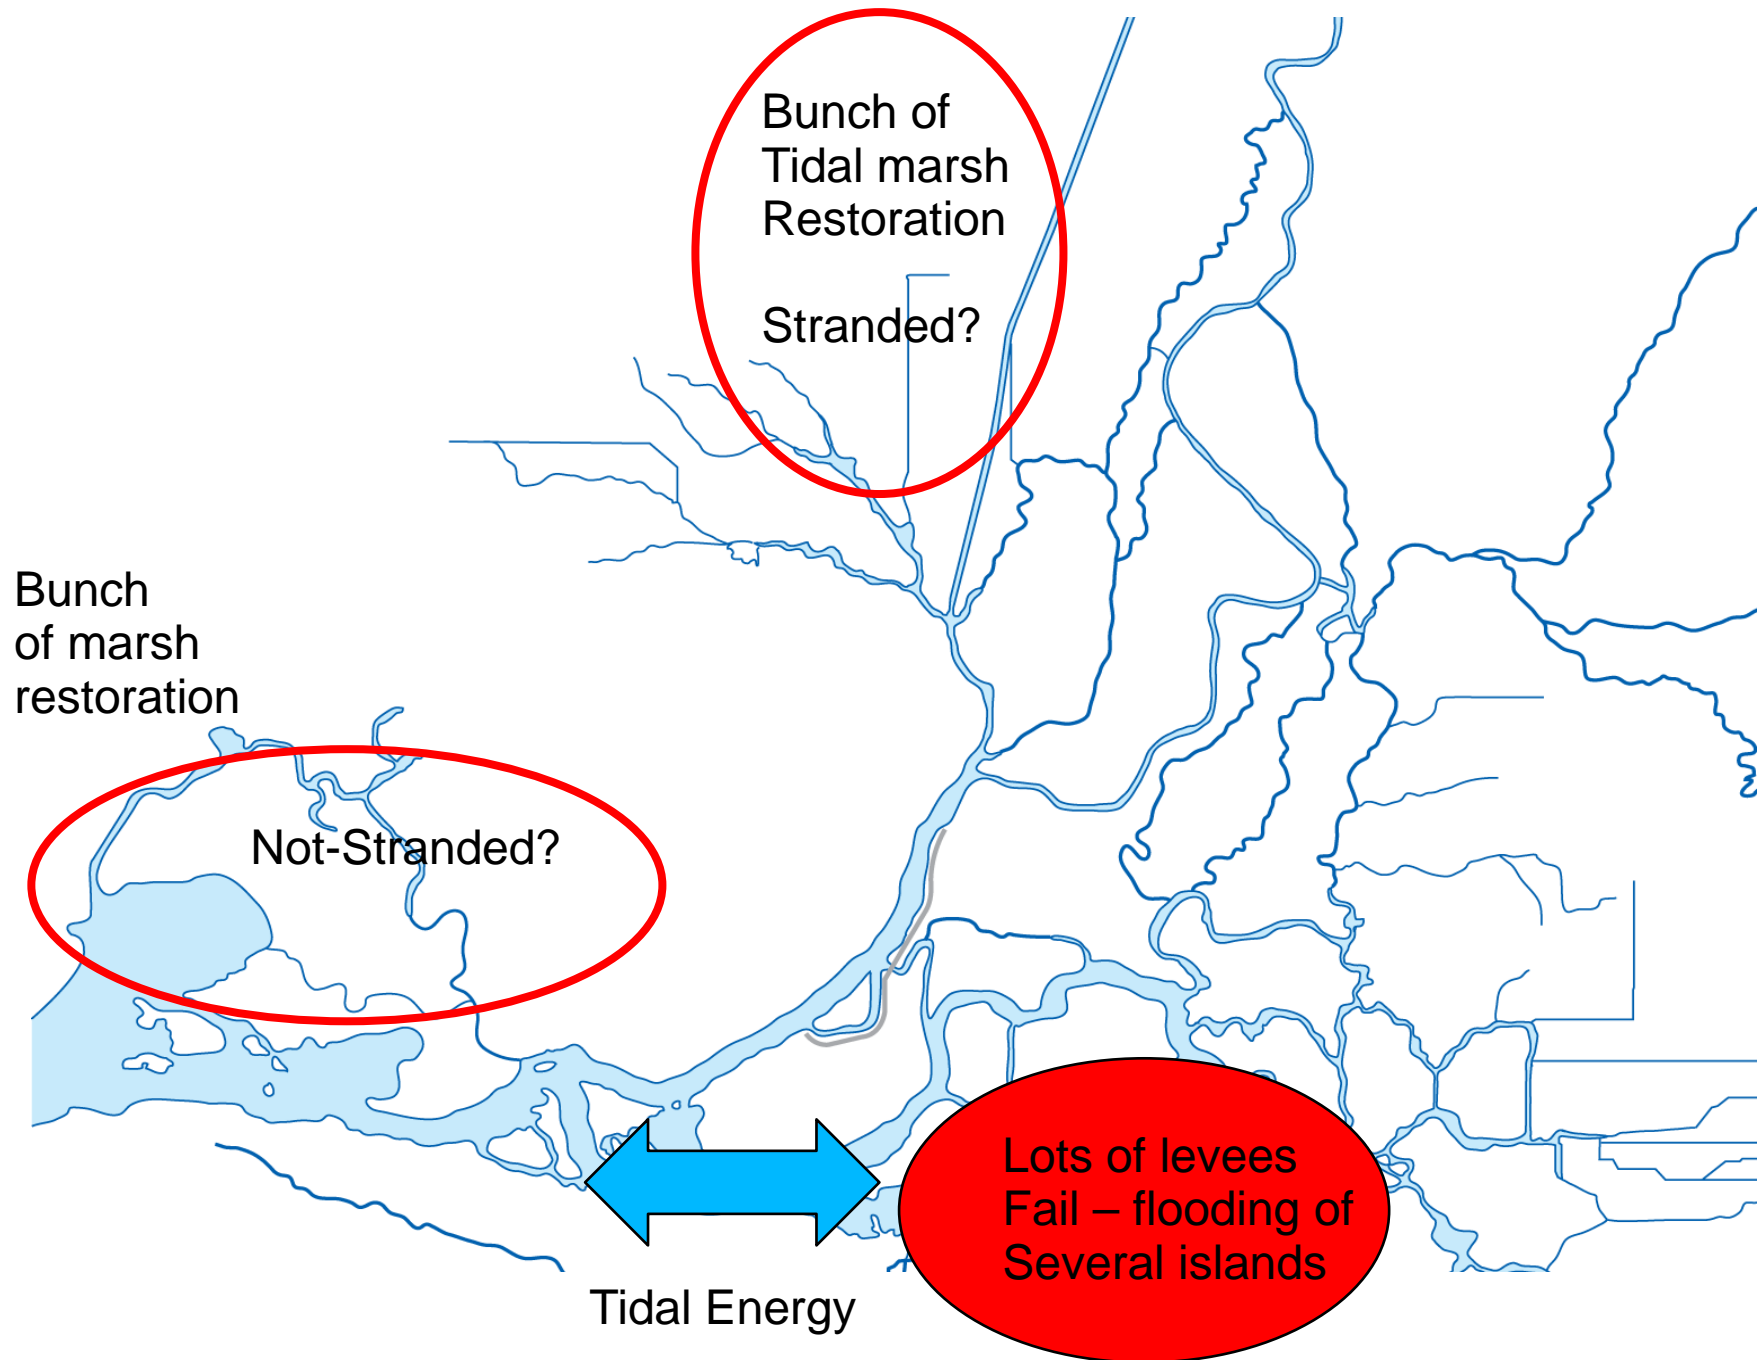 Bunch of
Tidal marsh
Restoration
Stranded?
Bunch
of marsh
restoration
Not-Stranded?
Lots of levees
Fail – flooding of
Several islands
Tidal Energy